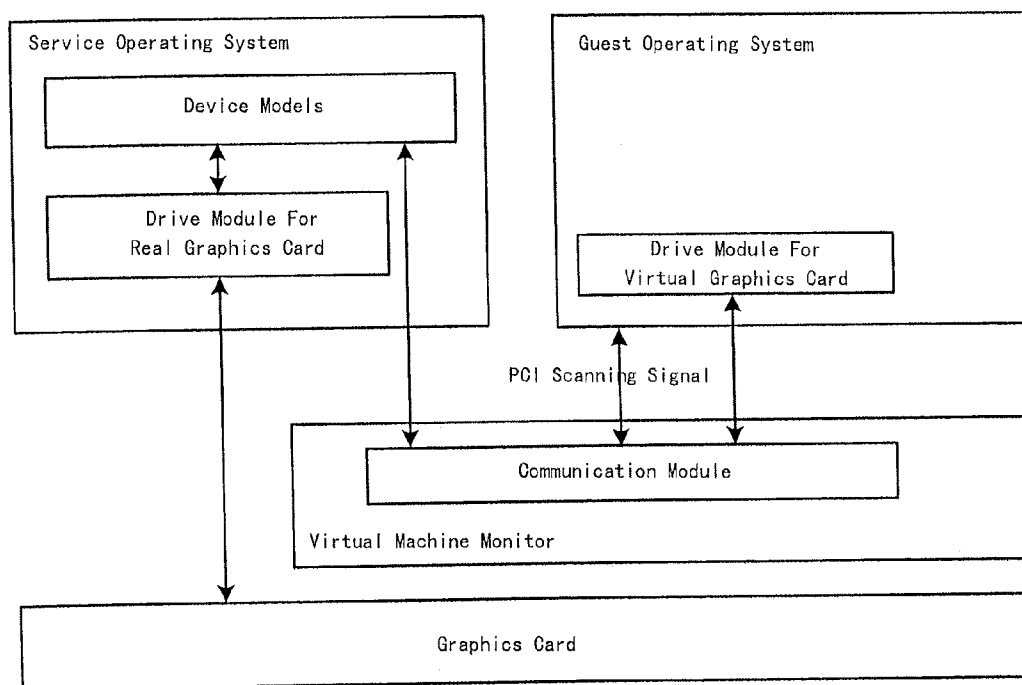 Service Operating System
Device Models
Drive Module For
Real Graphics Card
Guest Operating System
Drive Module For
Virtual Graphics Card
PCI Scanning Signal
Communication Module
Virtual Machine Monitor
Graphics Card